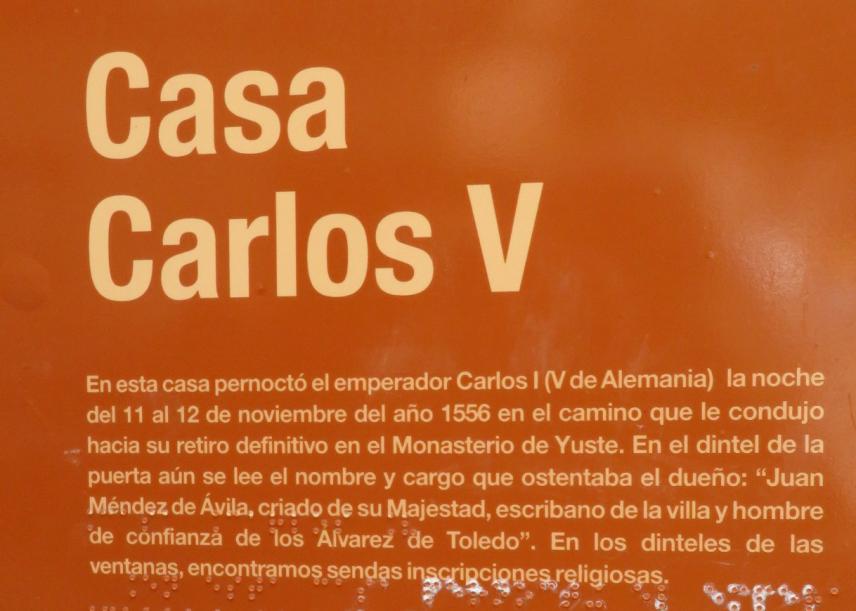 Casa
Carlos V
En esta casa pernoctó el emperador Carlos I (V de Alemania) la noche
del 11 al 12 de noviembre del año 1556 en el camino que le condujo
hacia su retiro definitivo en el Monasterio de Yuste. En el dintel de la
puerta aún se lee el nombre y cargo que ostentaba el dueño: “Juan
Méndez de Ávila, criado de su Majestad, escribano de la villa y hombre
de confianza de los Álvarez de Toledo”. En los dinteles de las
ventanas, encontramos sendas inscripciones religiosas.